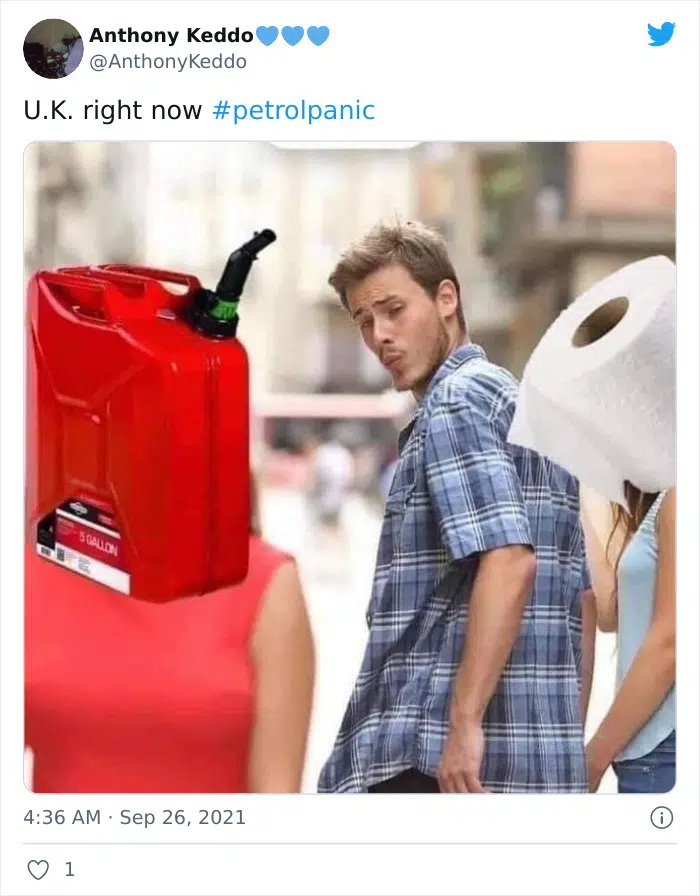 Anthony Keddo💙💙💙
@AnthonyKeddo
U.K. right now #petrolpanic
5 GALLON
4:36 AM · Sep 26, 2021
1